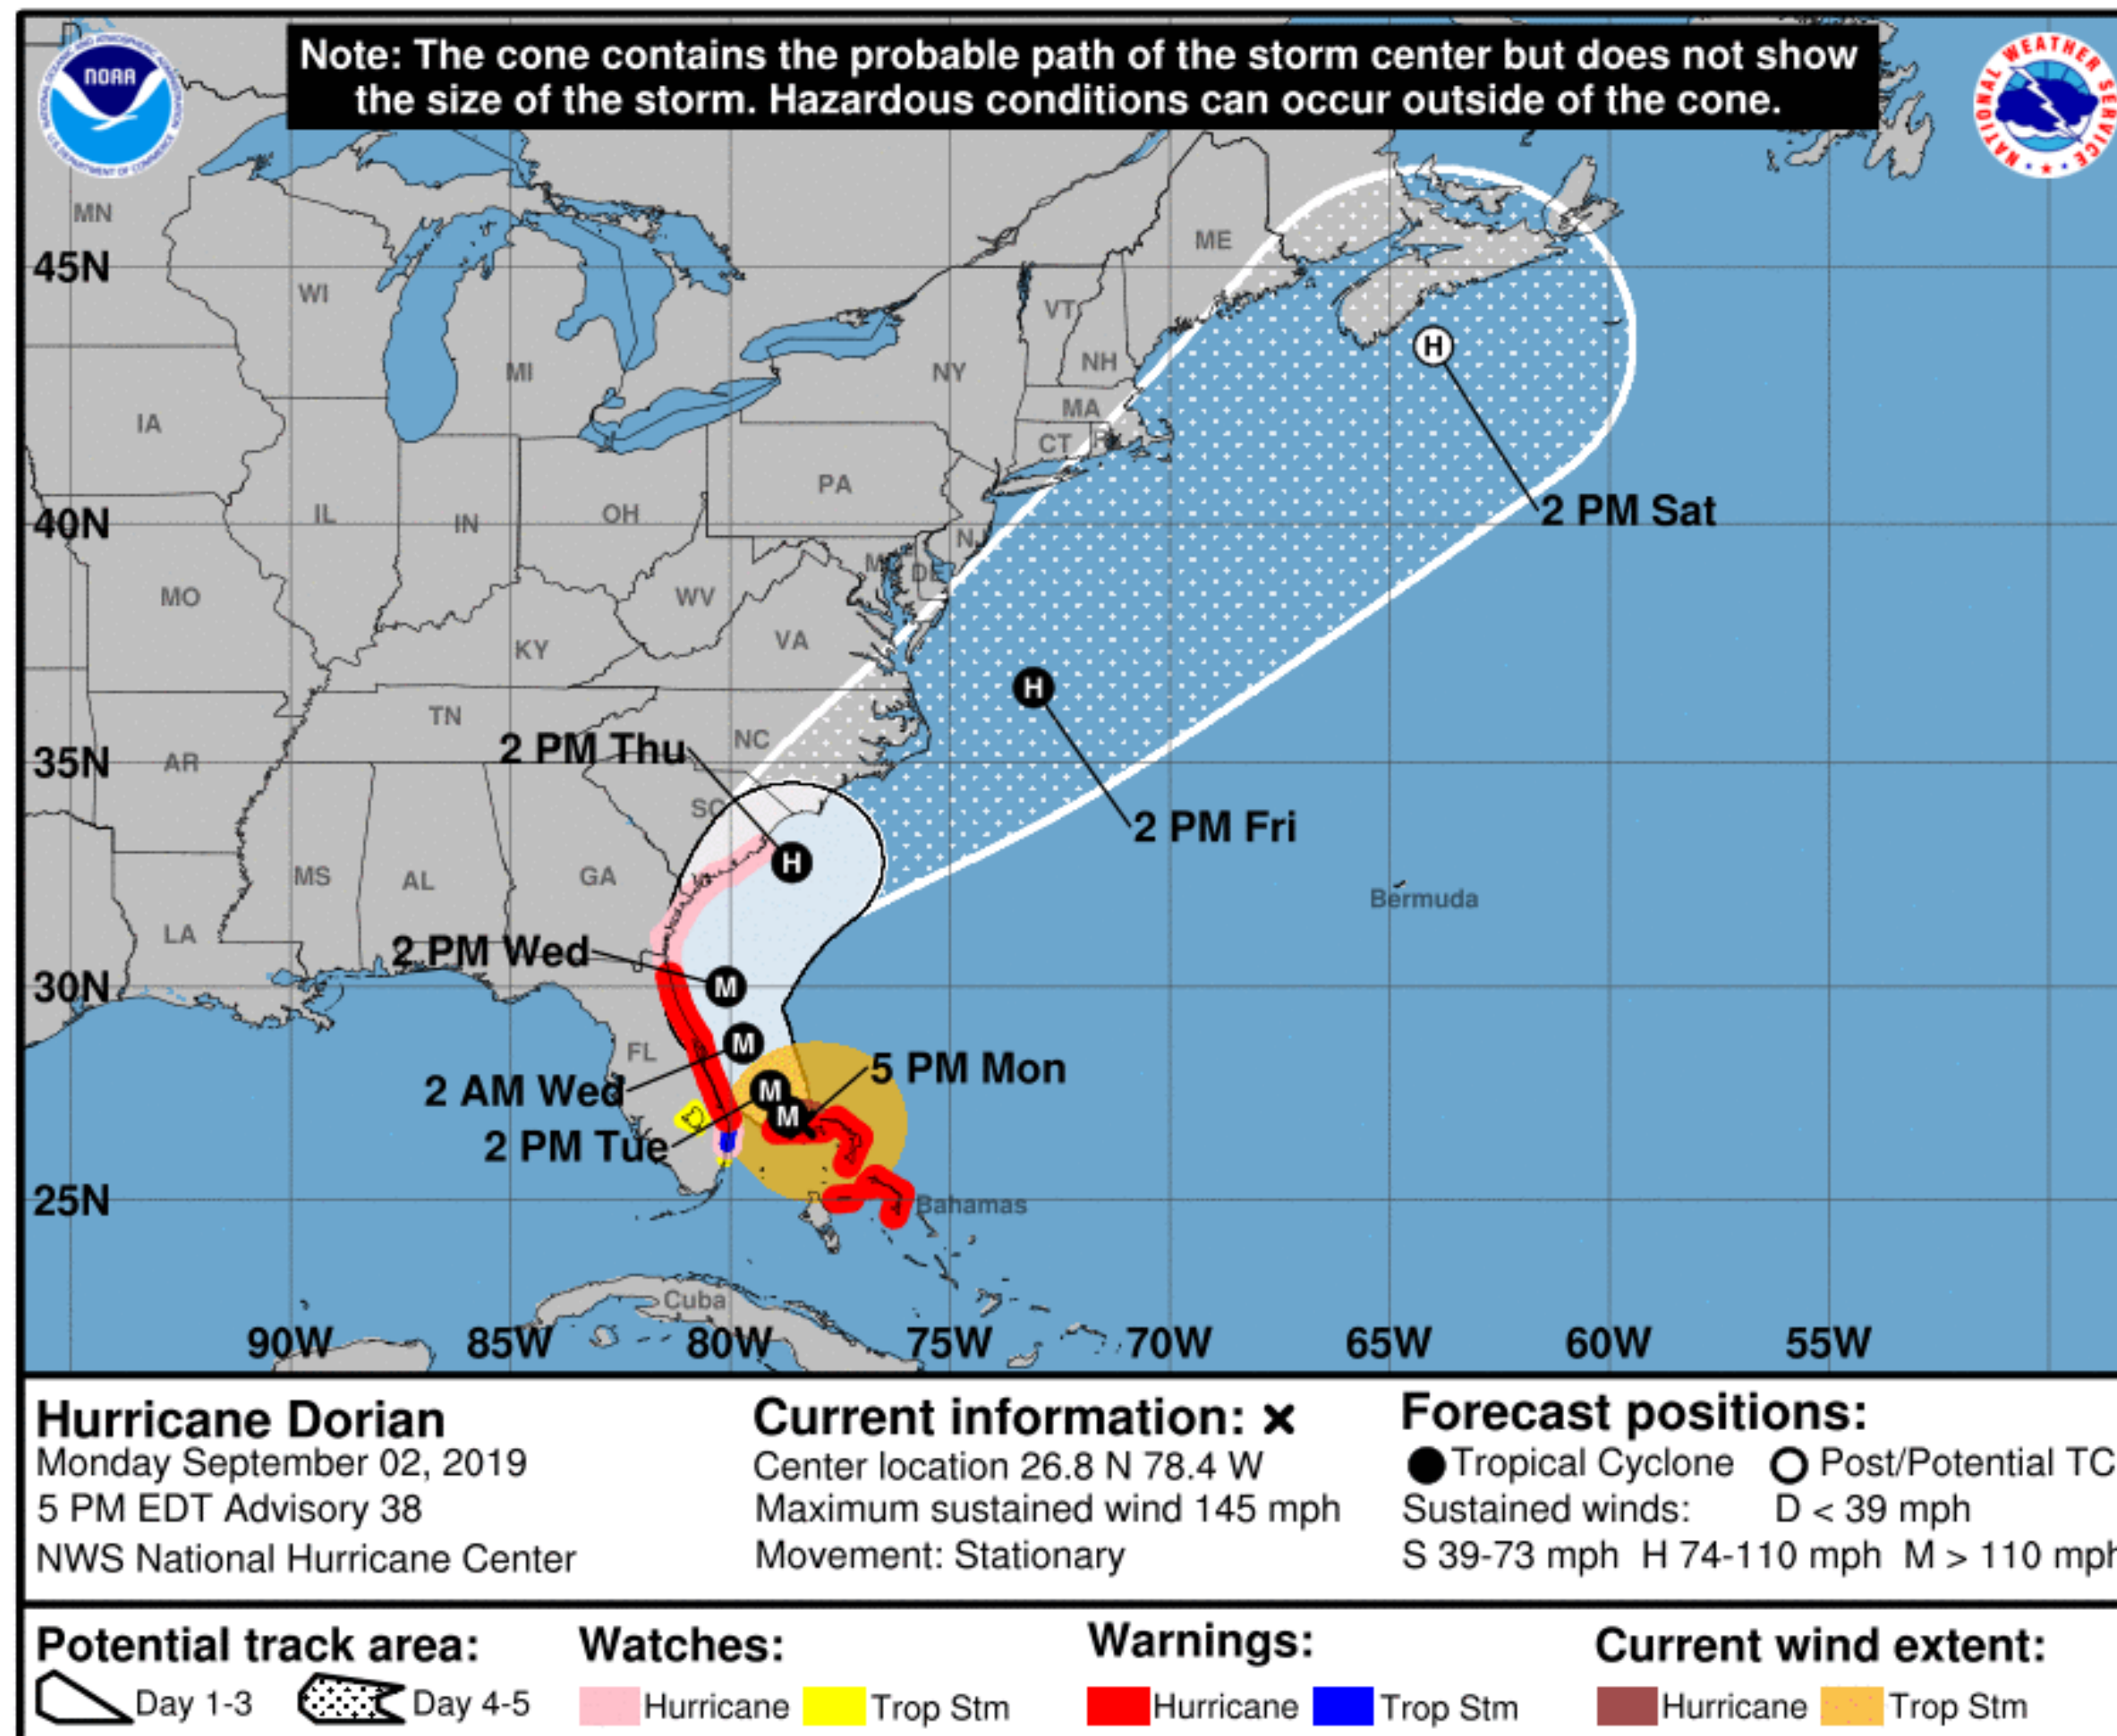 Note: The cone contains the probable path of the storm center but does not show
the size of the storm. Hazardous conditions can occur outside of the cone.
NOAA
NATIONAL WEATHER SERVICE
MN
ME
45N
WI
VT
MI
NY
NH
MA
IA
CT
PA
2 PM Sat
IL
IN
OH
40N
NJ
DE
MO
WV
KY
VA
H
H
TN
2 PM Thu
NC
35N
AR
SC
2 PM Fri
H
MS
AL
GA
Bermuda
LA
2 PM Wed
30N
M
M
FL
5 PM Mon
2 AM Wed
M
M
2 PM Tue
25N
Bahamas
Cuba
90W 85W 80W 75W 70W 65W 60W 55W
Hurricane Dorian
Monday September 02, 2019
5 PM EDT Advisory 38
NWS National Hurricane Center
Current information: x
Center location 26.8 N 78.4 W
Maximum sustained wind 145 mph
Movement: Stationary
Forecast positions:
Tropical Cyclone Post/Potential TC
Sustained winds: D < 39 mph
S 39-73 mph H 74-110 mph M > 110 mph
Potential track area:
Day 1-3 Day 4-5
Watches:
Hurricane Trop Stm
Warnings:
Hurricane Trop Stm
Current wind extent:
Hurricane Trop Stm